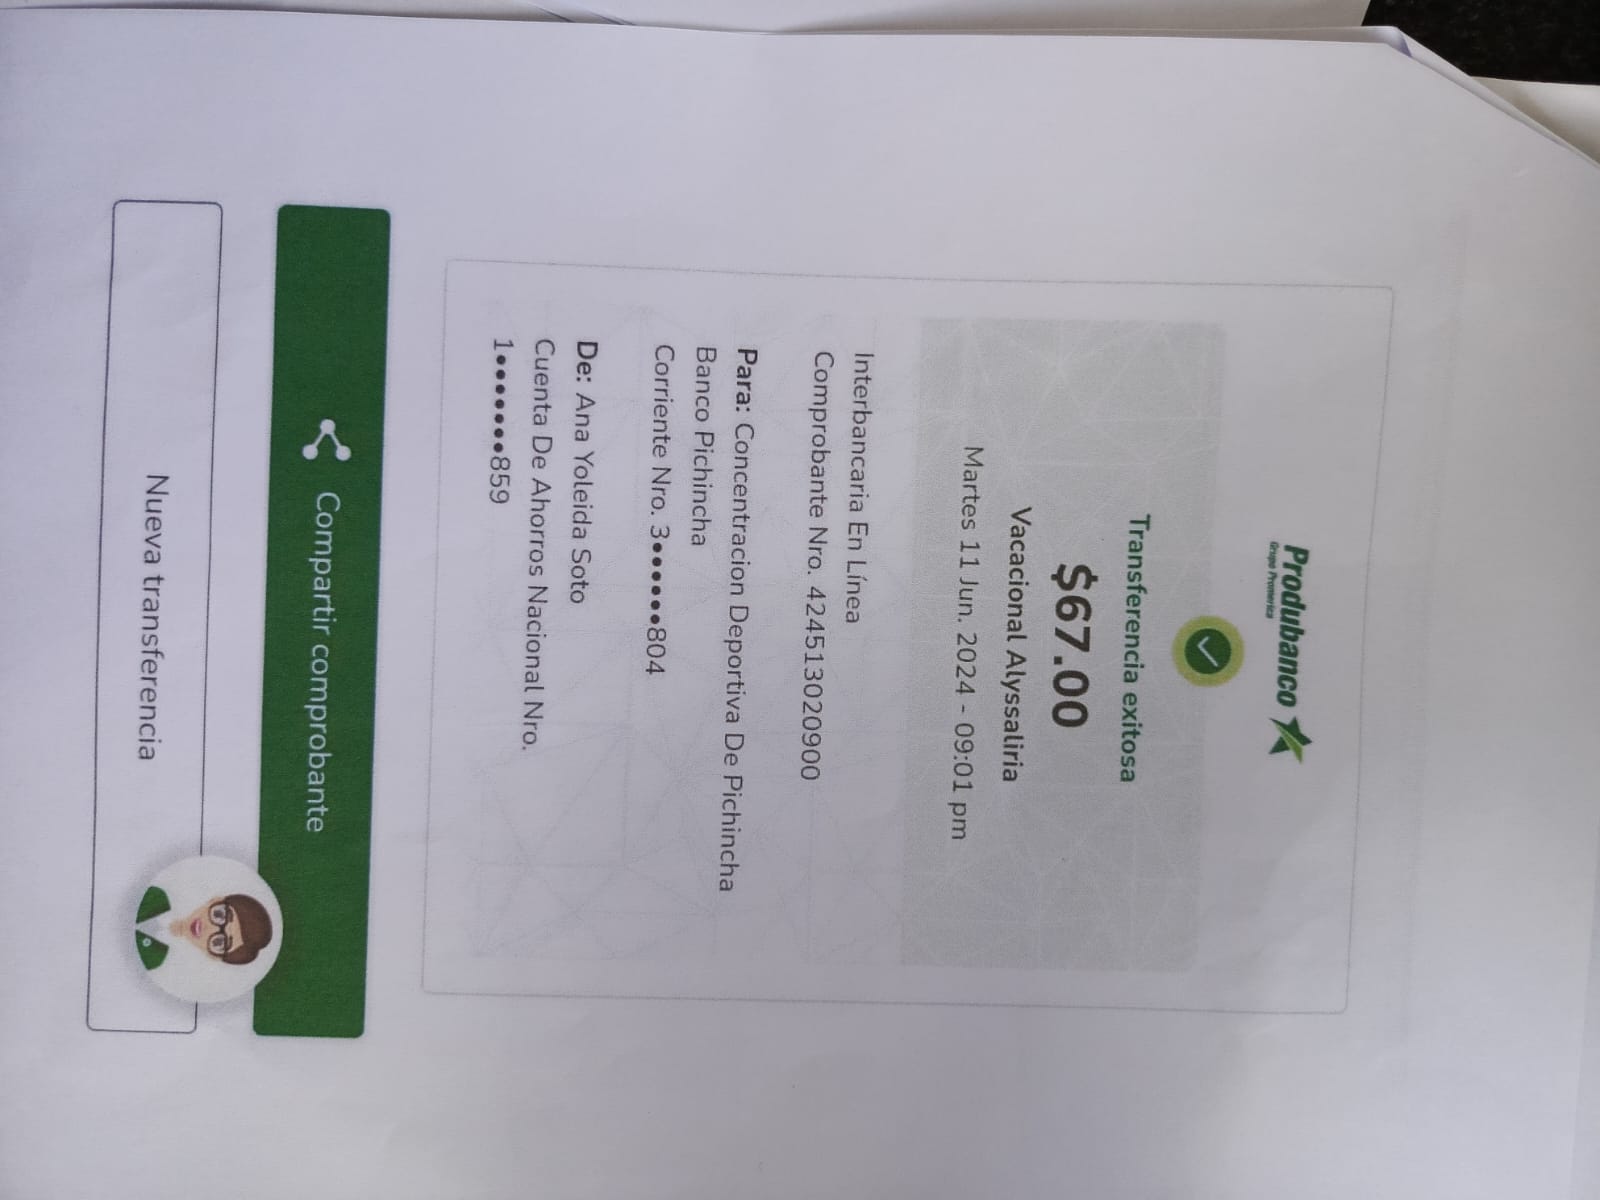 Produbanco
Grupo Promerica
Transferencia exitosa
$67.00
Vacacional Alyssaliria
Martes 11 Jun. 2024 - 09:01 pm
Interbancaria En Línea
Comprobante Nro. 424513020900
Para: Concentracion Deportiva De Pichincha
Banco Pichincha
Corriente Nro. 3••••••804
De: Ana Yoleida Soto
Cuenta De Ahorros Nacional Nro.
1•••••••859
Compartir comprobante
Nueva transferencia